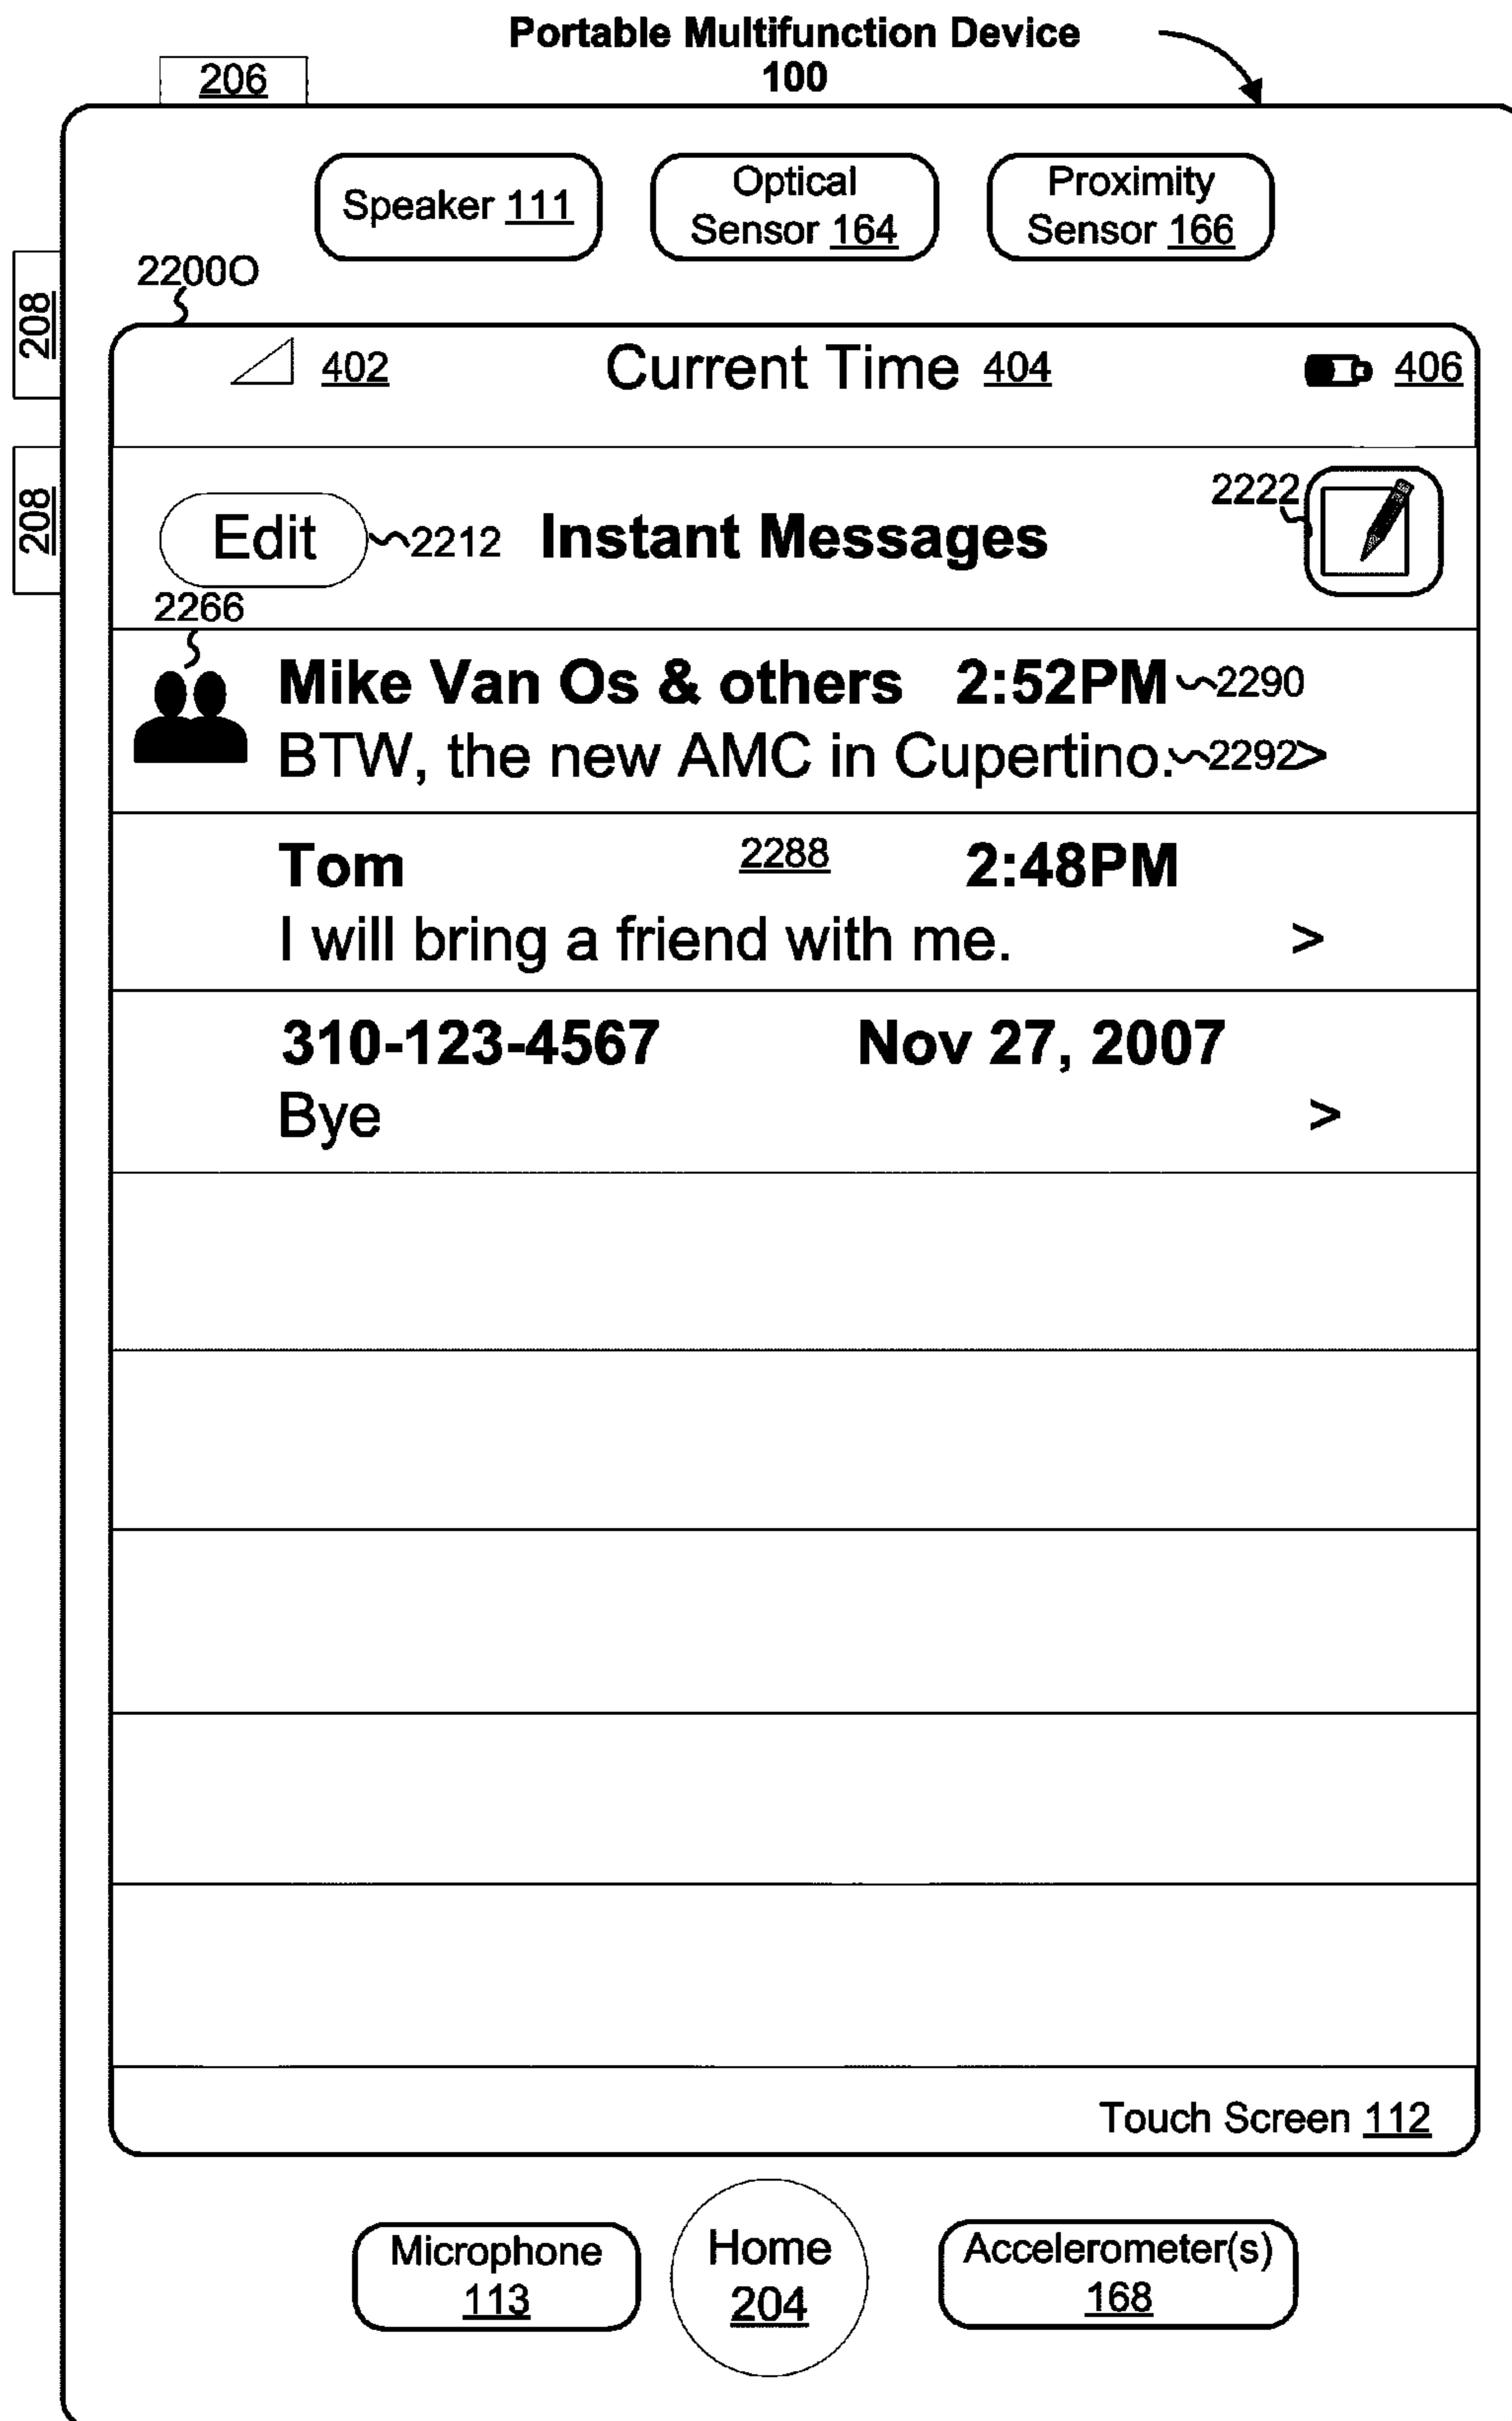 Portable Multifunction Device
100
206
Speaker 111
Optical
Sensor 164
Proximity
Sensor 166
2200O
208
402 Current Time 404 406
208
Edit 2212 Instant Messages 2222
2266
Mike Van Os & others 2:52PM 2290
BTW, the new AMC in Cupertino. 2292>
Tom 2288 2:48PM
I will bring a friend with me. >
310-123-4567 Nov 27, 2007
Bye >
Touch Screen 112
Microphone
113
Home
204
Accelerometer(s)
168